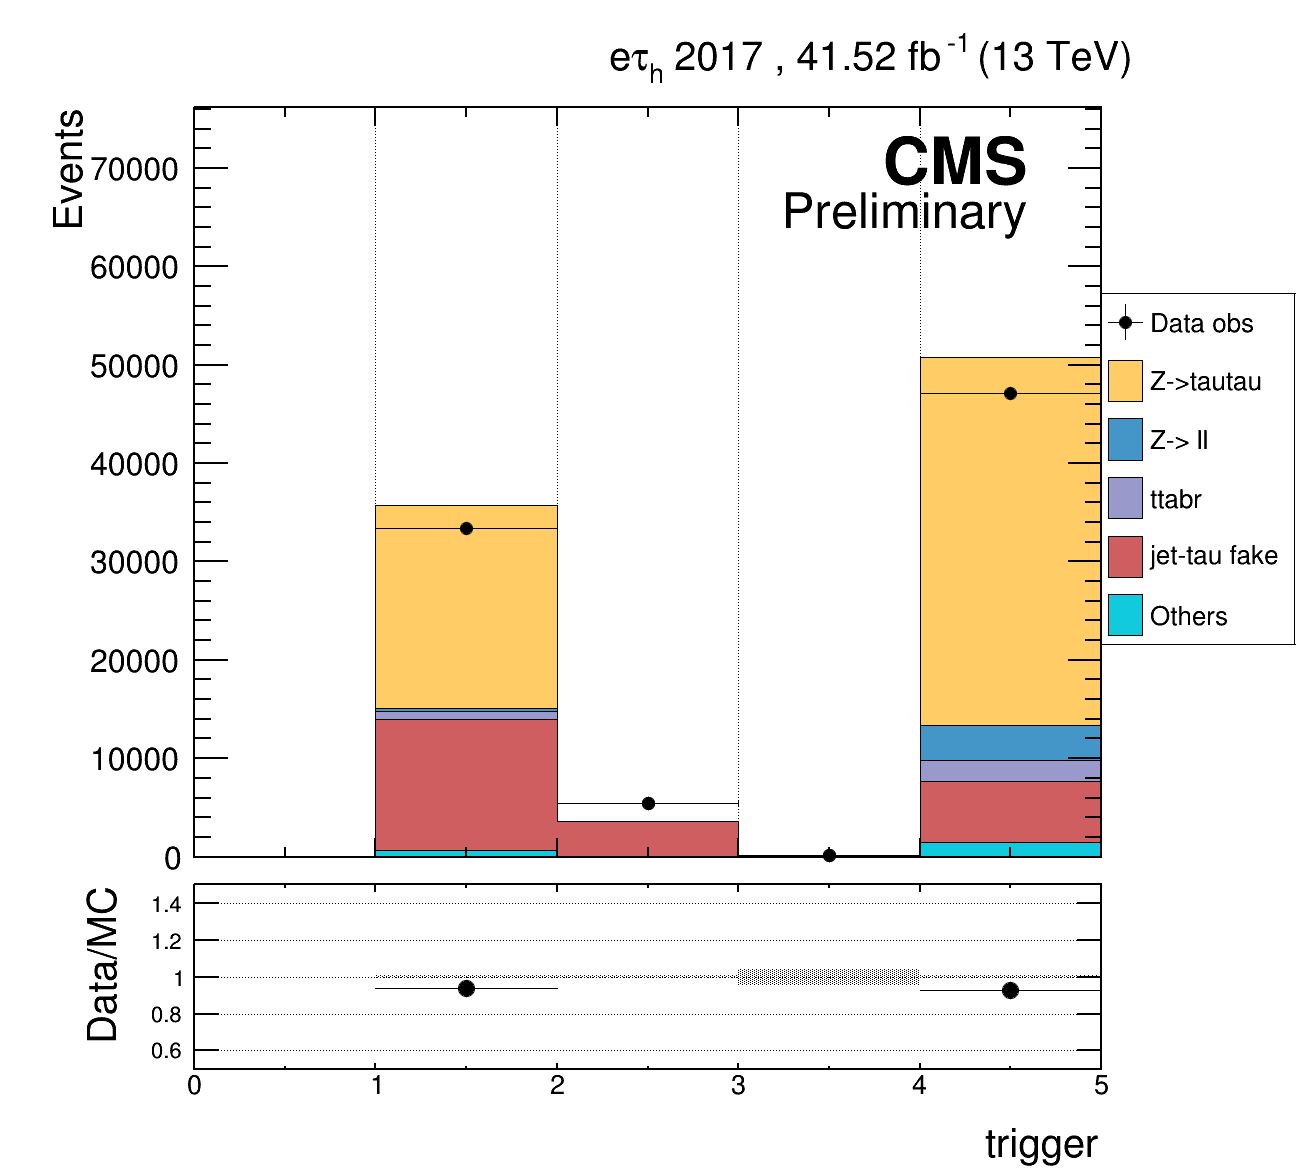 eτh 2017 , 41.52 fb-1 (13 TeV)
Events
70000
60000
50000
40000
30000
20000
10000
0
CMS
Preliminary
Data obs
Z->tautau
Z-> ll
ttabr
jet-tau fake
Others
Data/MC
1.4
1.2
1
0.8
0.6
0 1 2 3 4 5
trigger